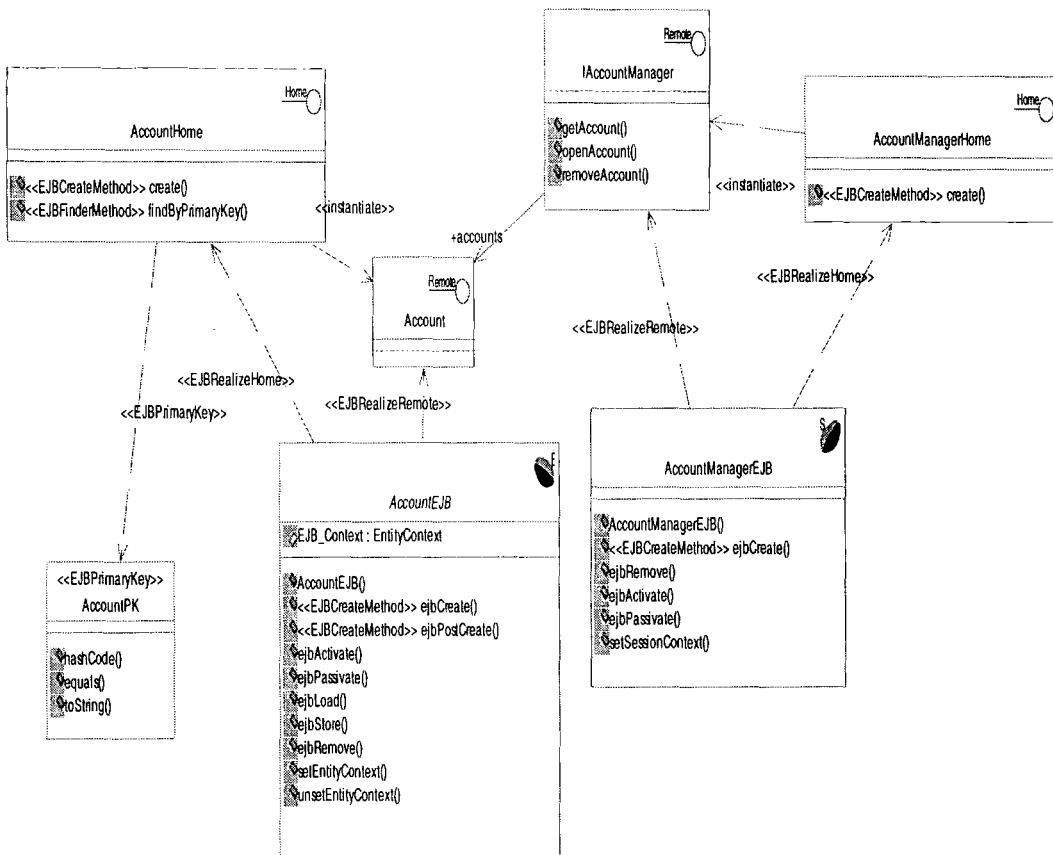 Remote
IAccountManager
getAccount()
openAccount()
removeAccount()
Home
AccountHome
<<EJBCreateMethod>> create()
<<EJBFinderMethod>> findByPrimaryKey()
Home
AccountManagerHome
<<EJBCreateMethod>> create()
<<instantiate>>
<<instantiate>>
+accounts
Remote
Account
<<EJBRealizeHome>>
<<EJBRealizeRemote>>
<<EJBRealizeHome>>
<<EJBPrimaryKey>>
<<EJBRealizeRemote>>
E
AccountEJB
EJB_Context : EntityContext
AccountEJB()
<<EJBCreateMethod>> ejbCreate()
<<EJBCreateMethod>> ejbPostCreate()
ejbActivate()
ejbPassivate()
ejbLoad()
ejbStore()
ejbRemove()
setEntityContext()
unsetEntityContext()
S
AccountManagerEJB
AccountManagerEJB()
<<EJBCreateMethod>> ejbCreate()
ejbRemove()
ejbActivate()
ejbPassivate()
setSessionContext()
<<EJBPrimaryKey>>
AccountPK
hashCode()
equals()
toString()